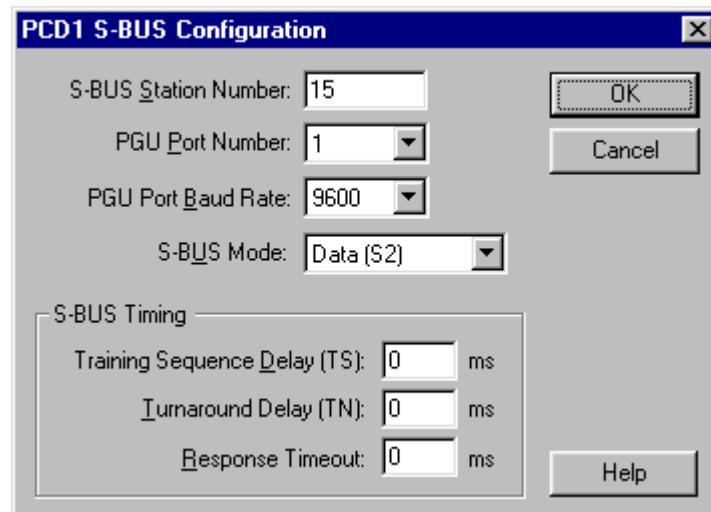 PCD1 S-BUS Configuration
S-BUS Station Number: 15
OK
PGU Port Number: 1
Cancel
PGU Port Baud Rate: 9600
S-BUS Mode: Data (S2)
S-BUS Timing
Training Sequence Delay (TS): 0 ms
Turnaround Delay (TN): 0 ms
Response Timeout: 0 ms
Help